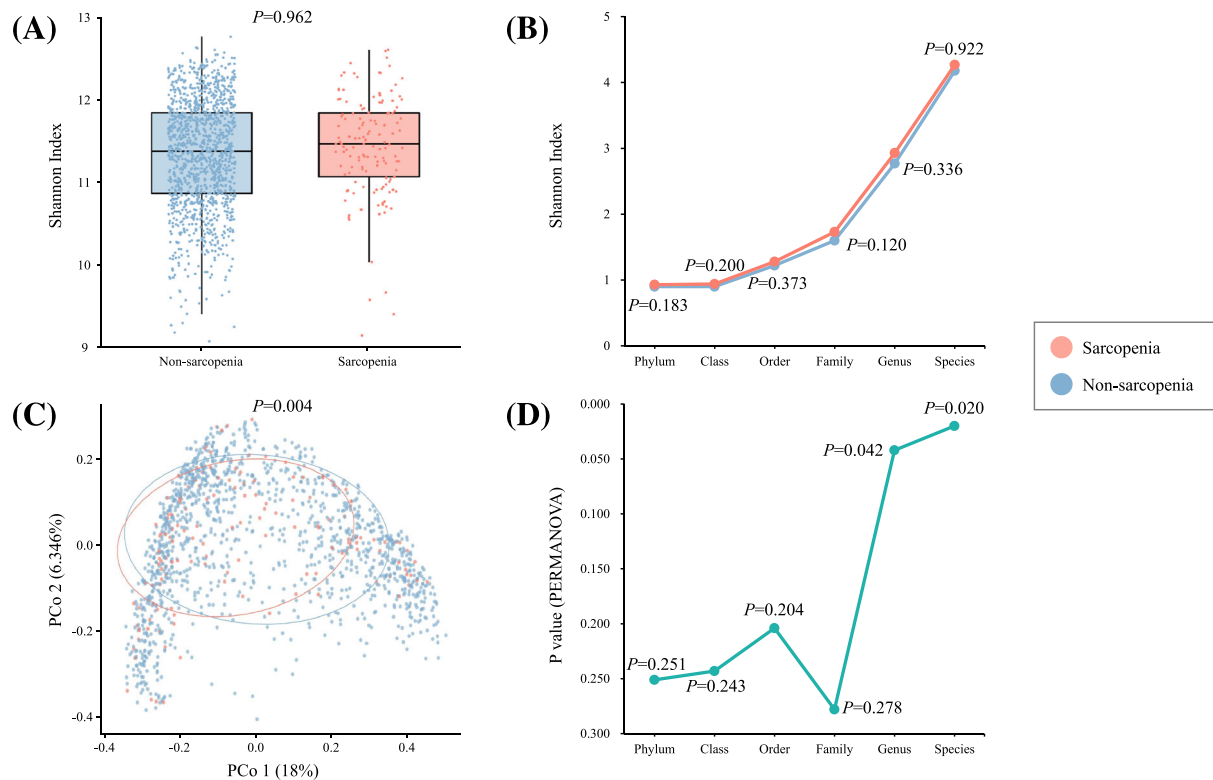 (A)
P=0.962
13
12
11
10
9
Shannon Index
Non-sarcopenia
Sarcopenia
(B)
5
4
3
2
1
0
Shannon Index
P=0.183
P=0.200
P=0.373
P=0.120
P=0.336
P=0.922
Phylum
Class
Order
Family
Genus
Species
Sarcopenia
Non-sarcopenia
(C)
P=0.004
0.2
0.0
-0.2
-0.4
PCo 2 (6.346%)
-0.4
-0.2
0.0
0.2
0.4
PCo 1 (18%)
(D)
0.000
0.050
0.100
0.150
0.200
0.250
0.300
P value (PERMANOVA)
P=0.251
P=0.243
P=0.204
P=0.278
P=0.042
P=0.020
Phylum
Class
Order
Family
Genus
Species